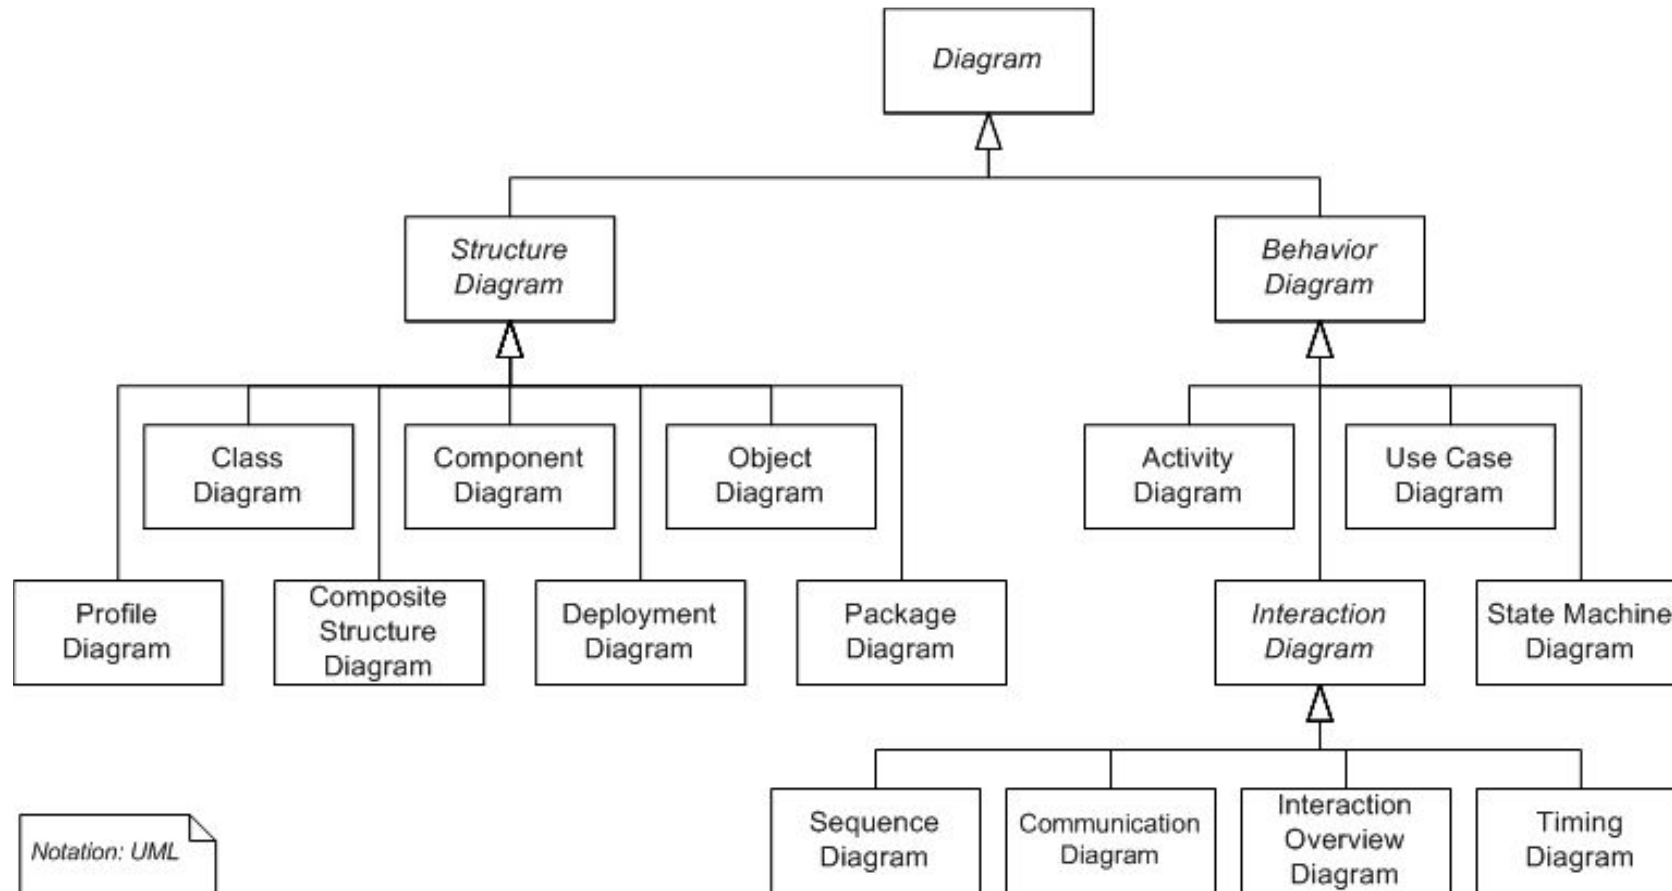 Diagram
Structure
Diagram
Behavior
Diagram
Class
Diagram
Component
Diagram
Object
Diagram
Activity
Diagram
Use Case
Diagram
Profile
Diagram
Composite
Structure
Diagram
Deployment
Diagram
Package
Diagram
Interaction
Diagram
State Machine
Diagram
Sequence
Diagram
Communication
Diagram
Interaction
Overview
Diagram
Timing
Diagram
Notation: UML